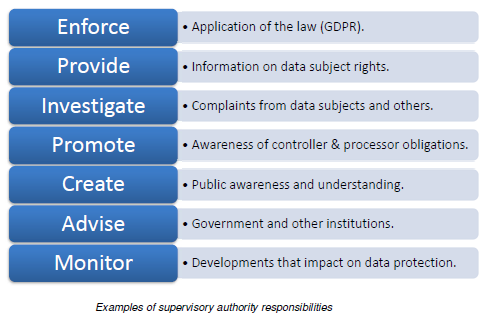 Enforce
• Application of the law (GDPR).
Provide
• Information on data subject rights.
Investigate
• Complaints from data subjects and others.
Promote
• Awareness of controller & processor obligations.
Create
• Public awareness and understanding.
Advise
• Government and other institutions.
Monitor
• Developments that impact on data protection.
Examples of supervisory authority responsibilities